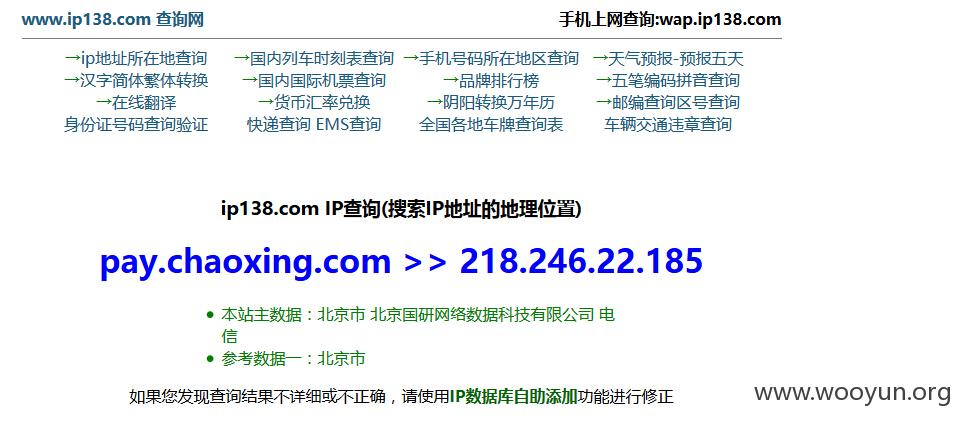 www.ip138.com 查询网 手机上网查询:wap.ip138.com
→ip地址所在地查询 →国内列车时刻表查询 →手机号码所在地区查询 →天气预报-预报五天
→汉字简体繁体转换 →国内国际机票查询 →品牌排行榜 →五笔编码拼音查询
→在线翻译 →货币汇率兑换 →阴阳转换万年历 →邮编查询区号查询
身份证号码查询验证 快递查询 EMS查询 全国各地车牌查询表 车辆交通违章查询
ip138.com IP查询(搜索IP地址的地理位置)
pay.chaoxing.com >> 218.246.22.185
● 本站主数据：北京市 北京国研网络数据科技有限公司 电
信
● 参考数据一：北京市
如果您发现查询结果不详细或不正确，请使用IP数据库自助添加功能进行修正
www.wooyun.org